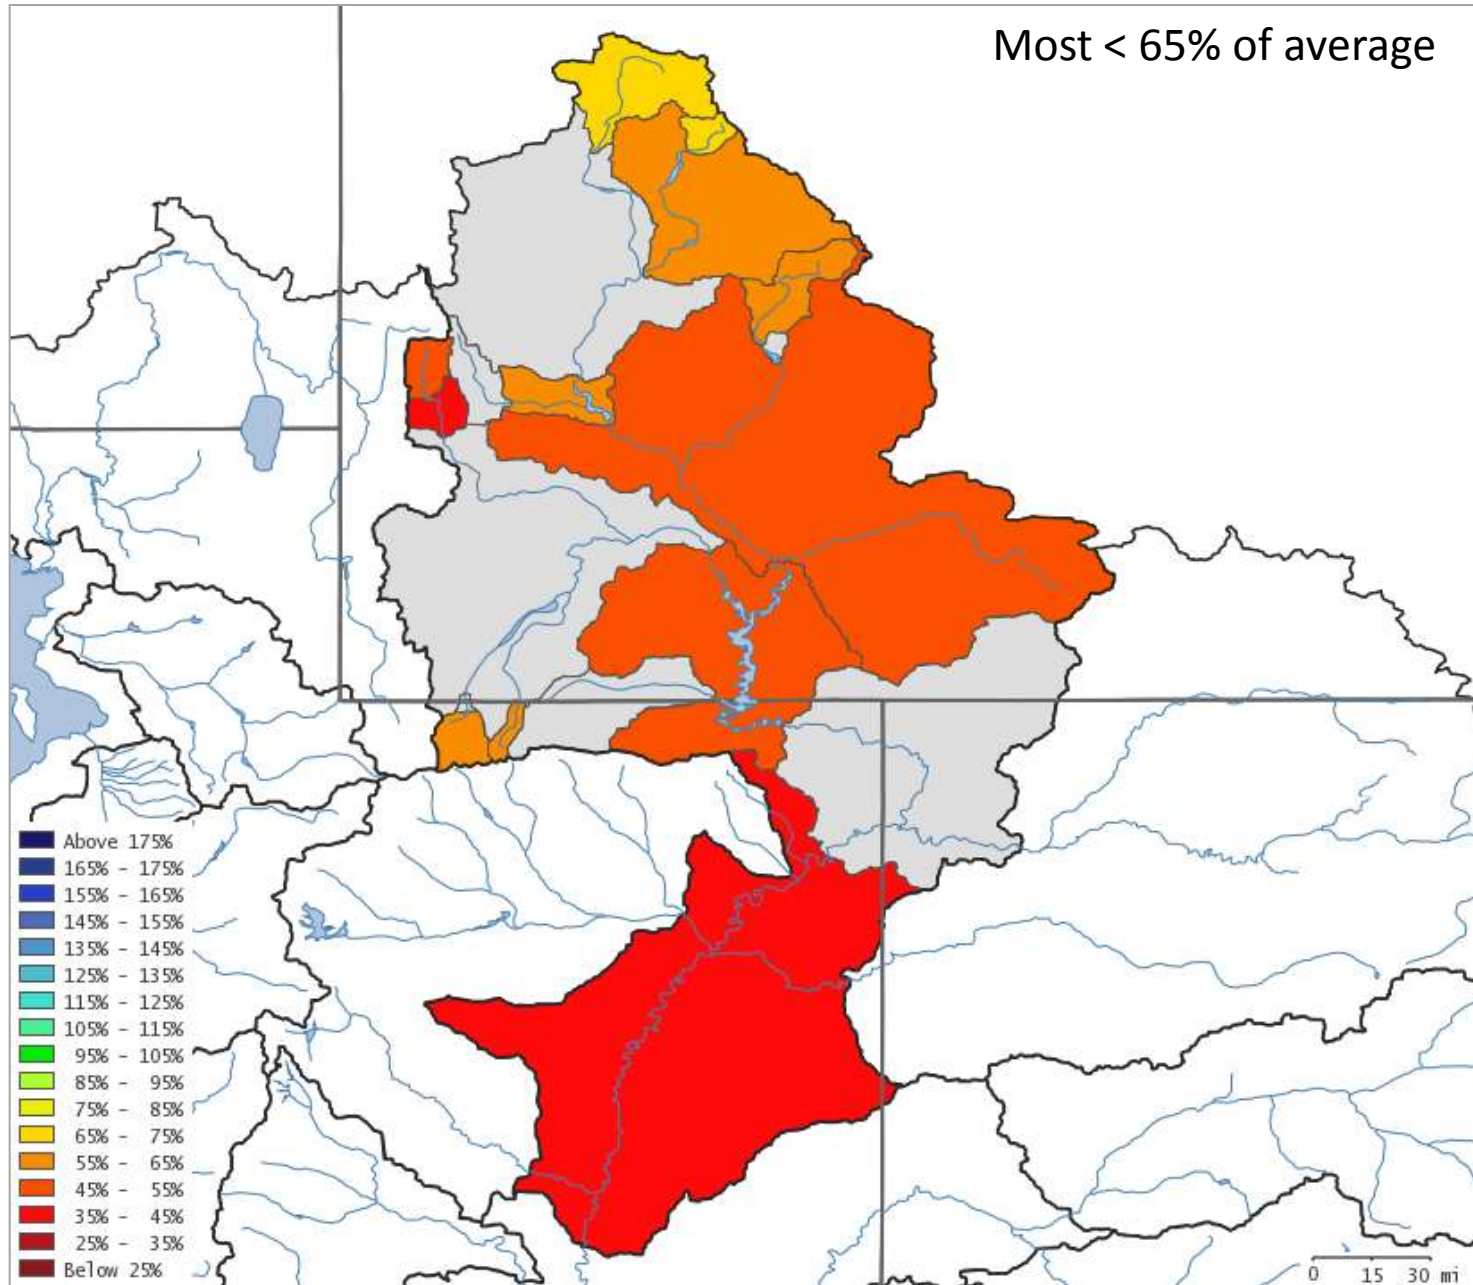 Most < 65% of average
Above 175%
165% - 175%
155% - 165%
145% - 155%
135% - 145%
125% - 135%
115% - 125%
105% - 115%
95% - 105%
85% - 95%
75% - 85%
65% - 75%
55% - 65%
45% - 55%
35% - 45%
25% - 35%
Below 25%
0 15 30 mi